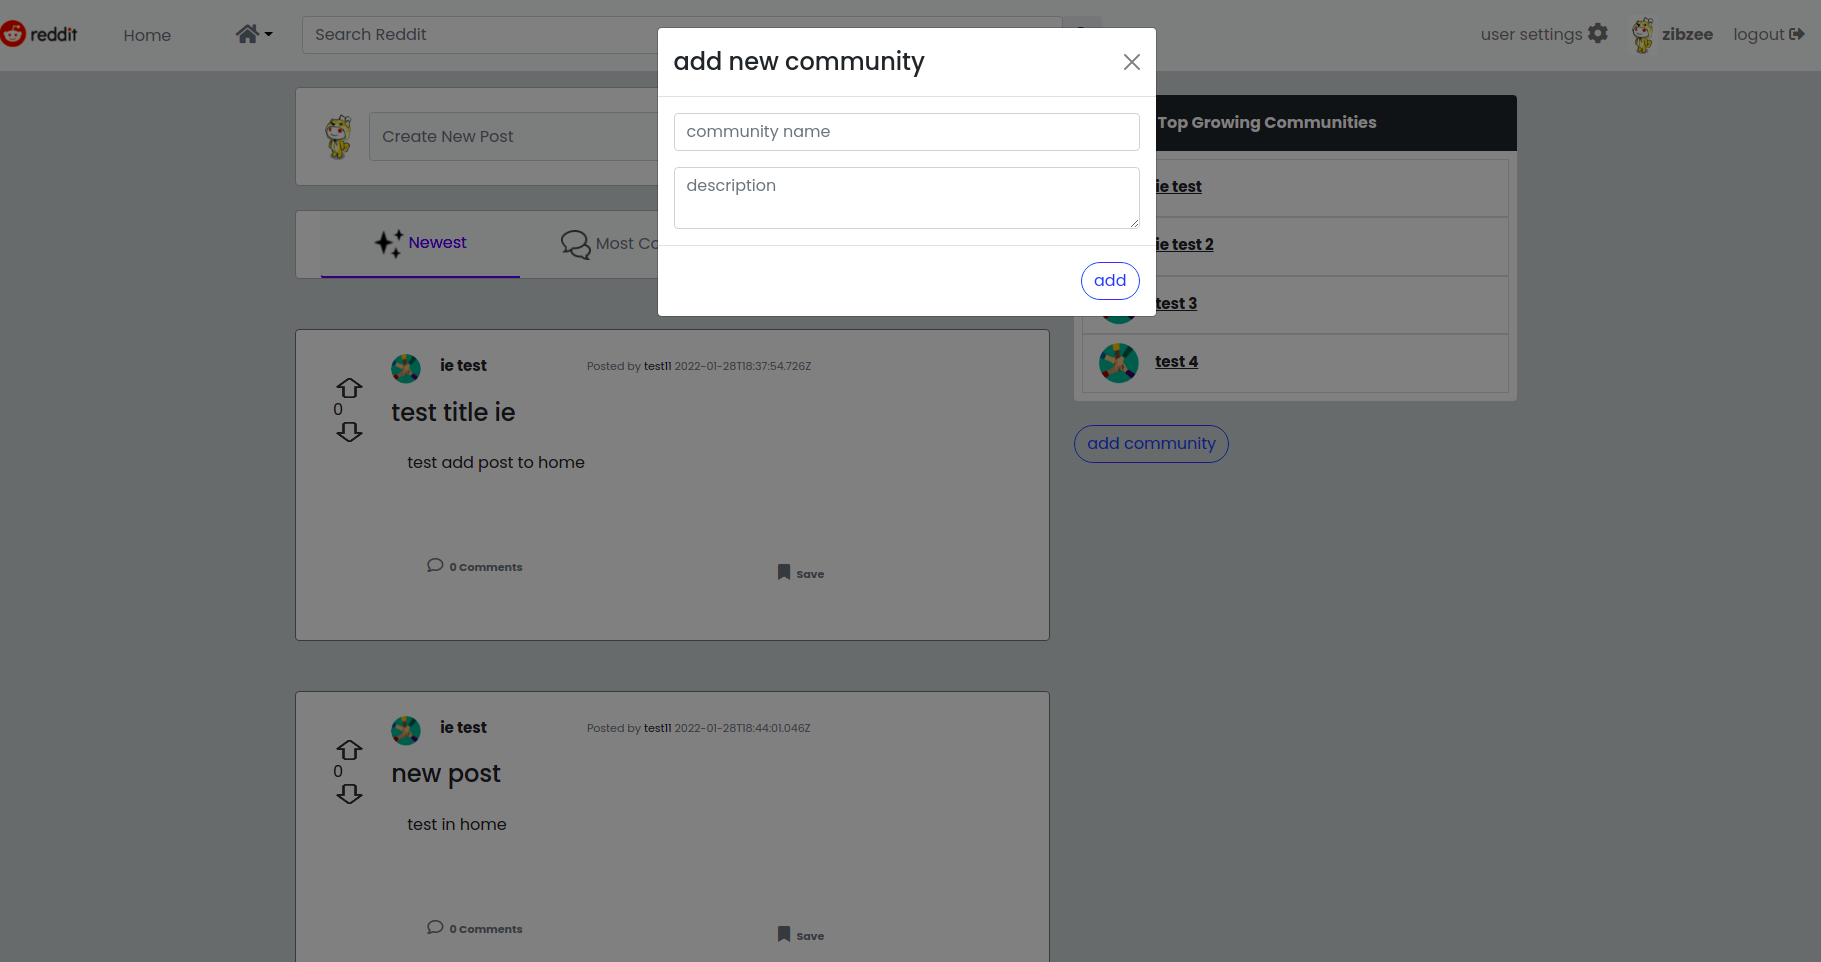 reddit
Home
Search Reddit
user settings
zibzee
logout
add new community
community name
description
add
Create New Post
Newest
Most Co
Top Growing Communities
ie test
ie test 2
test 3
test 4
add community
ie test
Posted by test11 2022-01-28T18:37:54.726Z
0
test title ie
test add post to home
0 Comments
Save
ie test
Posted by test11 2022-01-28T18:44:01.046Z
0
new post
test in home
0 Comments
Save